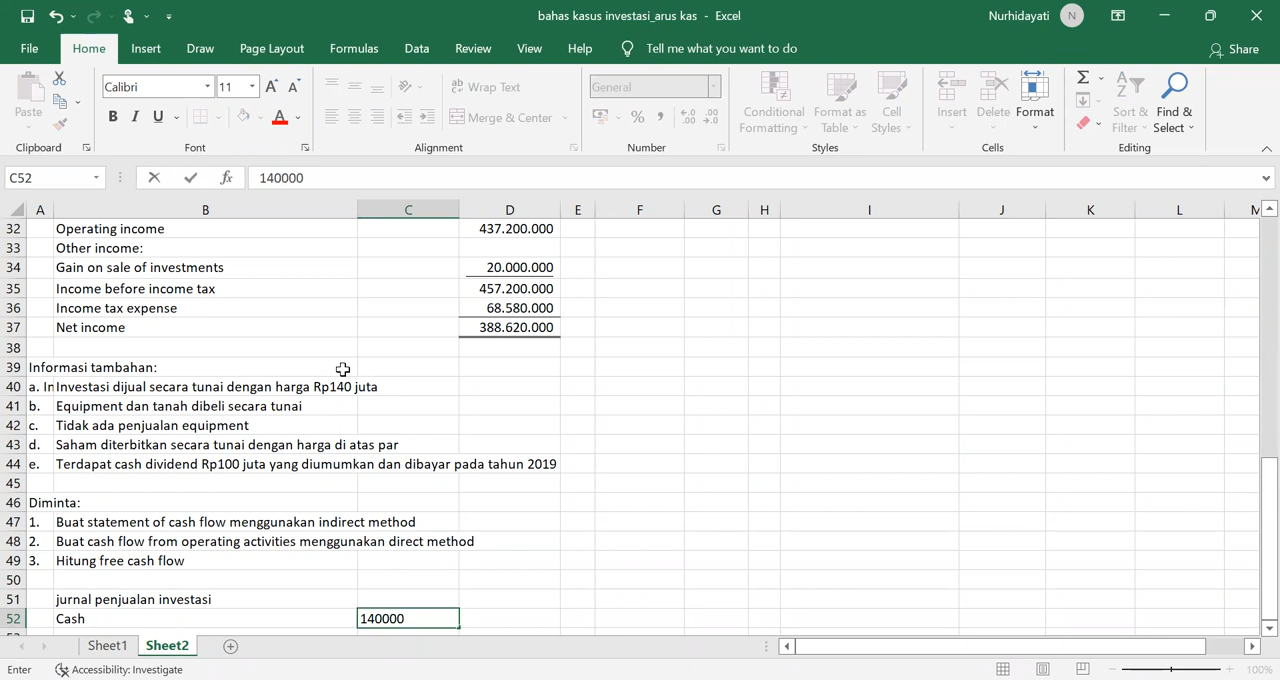 bahas kasus investasi_arus kas - Excel
Nurhidayati N
File Home Insert Draw Page Layout Formulas Data Review View Help Tell me what you want to do Share
Paste
Calibri 11 A A
B I U A
ab Wrap Text
Merge & Center
General
% , .00
Conditional Formatting
Format as Table
Cell Styles
Insert Delete Format
Sort & Filter
Find & Select
Clipboard Font Alignment Number Styles Cells Editing
C52 fx 140000
A B C D E F G H I J K L M
32 Operating income 437.200.000
33 Other income:
34 Gain on sale of investments 20.000.000
35 Income before income tax 457.200.000
36 Income tax expense 68.580.000
37 Net income 388.620.000
38
39 Informasi tambahan:
40 a. In Investasi dijual secara tunai dengan harga Rp140 juta
41 b. Equipment dan tanah dibeli secara tunai
42 c. Tidak ada penjualan equipment
43 d. Saham diterbitkan secara tunai dengan harga di atas par
44 e. Terdapat cash dividend Rp100 juta yang diumumkan dan dibayar pada tahun 2019
45
46 Diminta:
47 1. Buat statement of cash flow menggunakan indirect method
48 2. Buat cash flow from operating activities menggunakan direct method
49 3. Hitung free cash flow
50
51 jurnal penjualan investasi
52 Cash 140000
Sheet1 Sheet2
Enter Accessibility: Investigate 100%